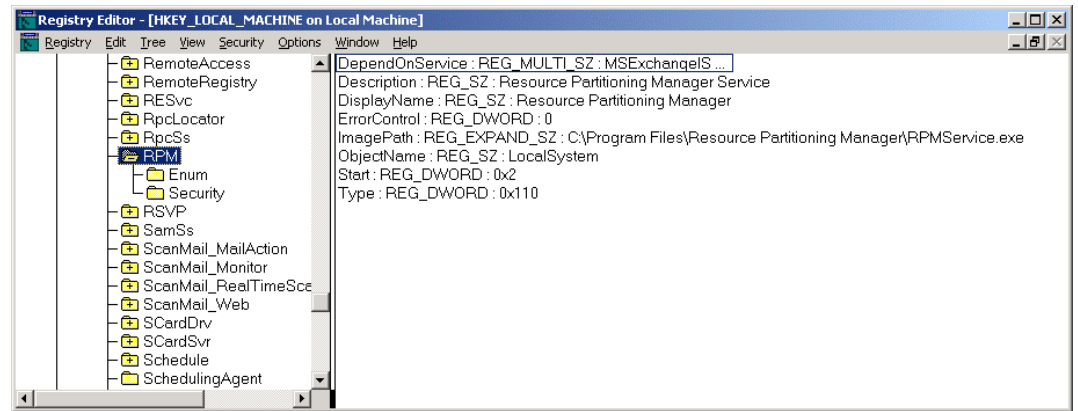 Registry Editor - [HKEY_LOCAL_MACHINE on Local Machine]
Registry Edit Tree View Security Options Window Help
RemoteAccess
RemoteRegistry
RESvc
RpcLocator
RpcSs
RPM
Enum
Security
RSVP
SamSs
ScanMail_MailAction
ScanMail_Monitor
ScanMail_RealTimeSca
ScanMail_Web
SCardDrv
SCardSvr
Schedule
SchedulingAgent
DependOnService : REG_MULTI_SZ : MSExchangeIS ...
Description : REG_SZ : Resource Partitioning Manager Service
DisplayName : REG_SZ : Resource Partitioning Manager
ErrorControl : REG_DWORD : 0
ImagePath : REG_EXPAND_SZ : C:\Program Files\Resource Partitioning Manager\RPMService.exe
ObjectName : REG_SZ : LocalSystem
Start : REG_DWORD : 0x2
Type : REG_DWORD : 0x110